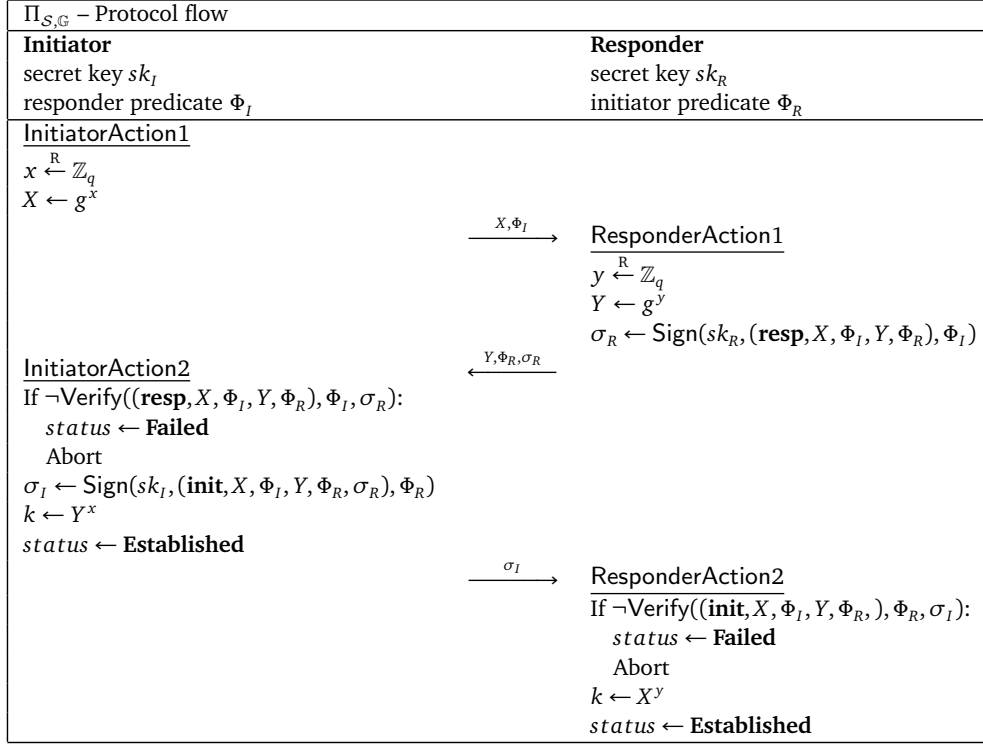 Π_{𝒮,𝔾} – Protocol flow
Initiator
secret key sk_I
responder predicate Φ_I
Responder
secret key sk_R
initiator predicate Φ_R
InitiatorAction1
x ←^R ℤ_q
X ← g^x
X,Φ_I
ResponderAction1
y ←^R ℤ_q
Y ← g^y
σ_R ← Sign(sk_R, (resp, X, Φ_I, Y, Φ_R), Φ_I)
Y,Φ_R,σ_R
InitiatorAction2
If ¬Verify((resp, X, Φ_I, Y, Φ_R), Φ_I, σ_R):
status ← Failed
Abort
σ_I ← Sign(sk_I, (init, X, Φ_I, Y, Φ_R, σ_R), Φ_R)
k ← Y^x
status ← Established
σ_I
ResponderAction2
If ¬Verify((init, X, Φ_I, Y, Φ_R, ), Φ_R, σ_I):
status ← Failed
Abort
k ← X^y
status ← Established